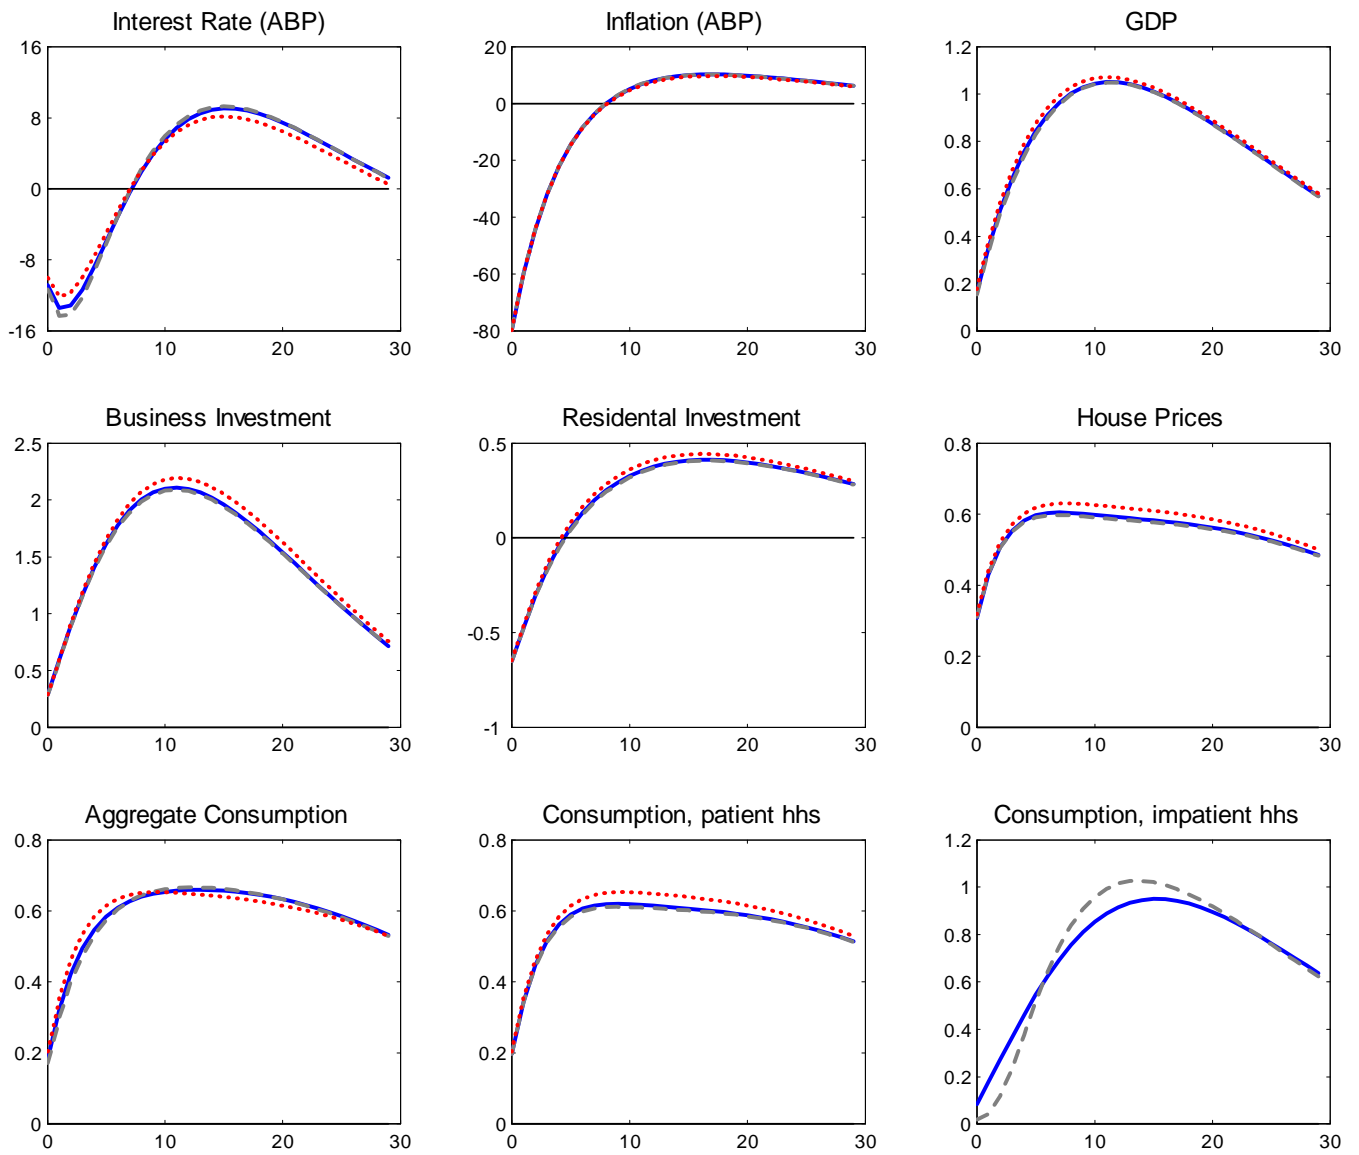 Interest Rate (ABP)
16
8
0
-8
-16
0 10 20 30
Inflation (ABP)
20
0
-20
-40
-60
-80
0 10 20 30
GDP
1.2
1
0.8
0.6
0.4
0.2
0
0 10 20 30
Business Investment
2.5
2
1.5
1
0.5
0
0 10 20 30
Residental Investment
0.5
0
-0.5
-1
0 10 20 30
House Prices
0.8
0.6
0.4
0.2
0
0 10 20 30
Aggregate Consumption
0.8
0.6
0.4
0.2
0
0 10 20 30
Consumption, patient hhs
0.8
0.6
0.4
0.2
0
0 10 20 30
Consumption, impatient hhs
1.2
1
0.8
0.6
0.4
0.2
0
0 10 20 30